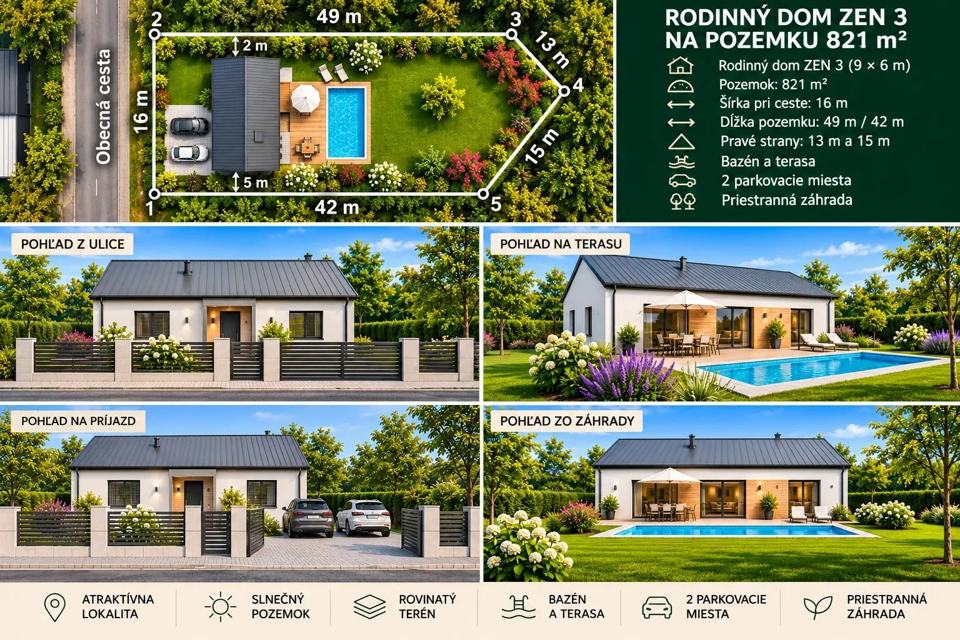 49 m
2
3
2 m
13 m
4
Obecná cesta
16 m
15 m
5 m
1
42 m
5
RODINNÝ DOM ZEN 3
NA POZEMKU 821 m²
Rodinný dom ZEN 3 (9 × 6 m)
Pozemok: 821 m²
Šírka pri ceste: 16 m
Dĺžka pozemku: 49 m / 42 m
Pravé strany: 13 m a 15 m
Bazén a terasa
2 parkovacie miesta
Priestranná záhrada
POHĽAD Z ULICE
POHĽAD NA TERASU
POHĽAD NA PRÍJAZD
POHĽAD ZO ZÁHRADY
ATRAKTÍVNA
LOKALITA
SLNEČNÝ
POZEMOK
ROVINATÝ
TERÉN
BAZÉN
A TERASA
2 PARKOVACIE
MIESTA
PRIESTRANNÁ
ZÁHRADA